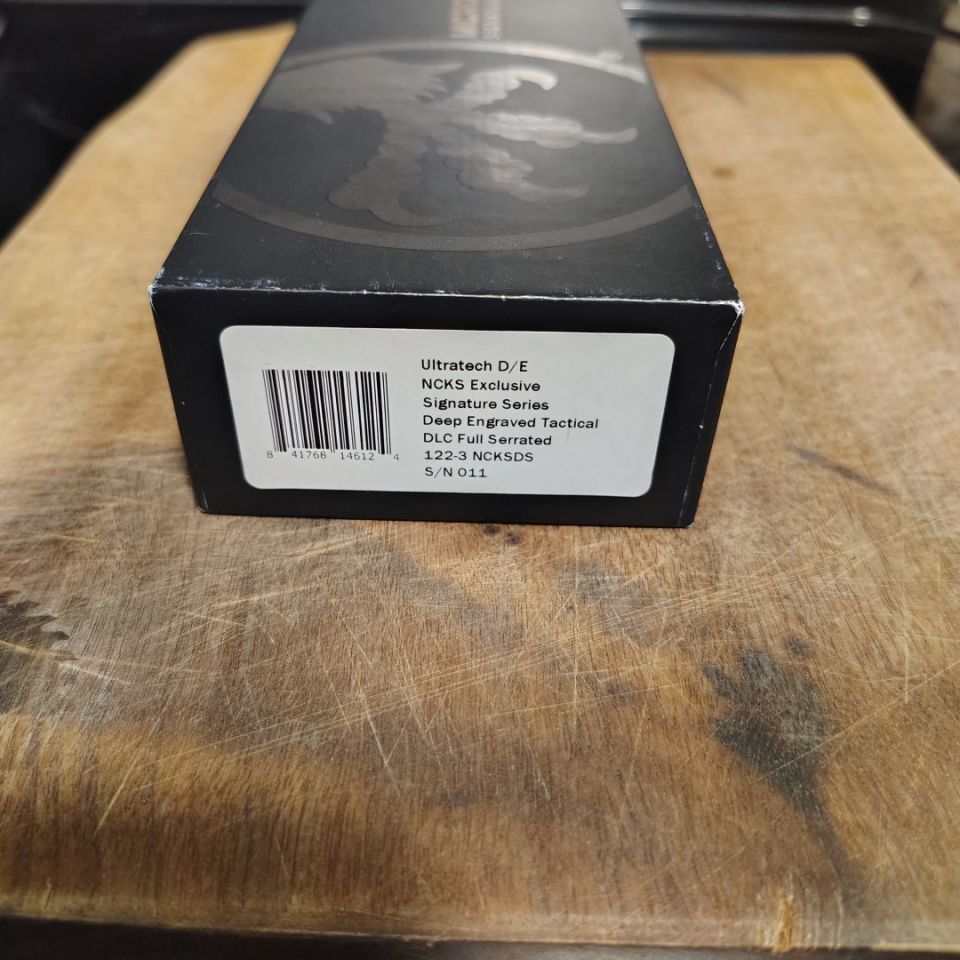 Ultratech D/E
NCKS Exclusive
Signature Series
Deep Engraved Tactical
DLC Full Serrated
122-3 NCKSDS
S/N 011
8 41768 14612 4